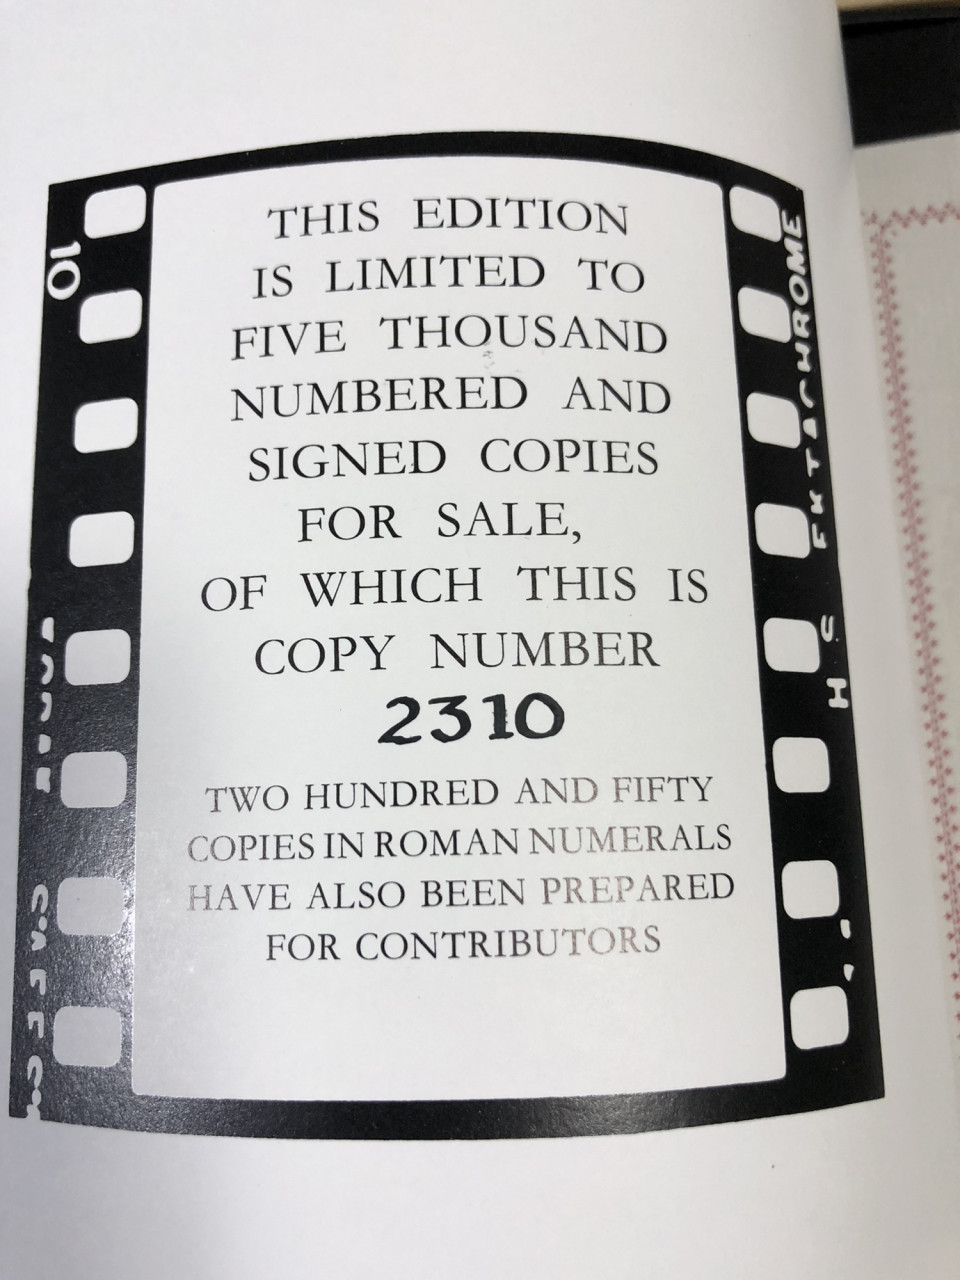 THIS EDITION
IS LIMITED TO
FIVE THOUSAND
NUMBERED AND
SIGNED COPIES
FOR SALE,
OF WHICH THIS IS
COPY NUMBER
2310
TWO HUNDRED AND FIFTY
COPIES IN ROMAN NUMERALS
HAVE ALSO BEEN PREPARED
FOR CONTRIBUTORS
10
EKTACHROME